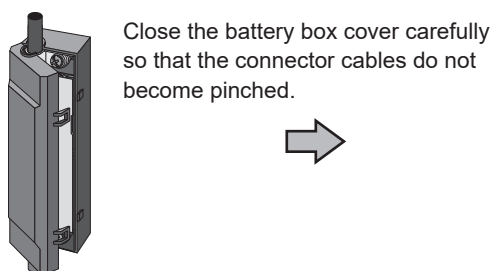 Close the battery box cover carefully
so that the connector cables do not
become pinched.